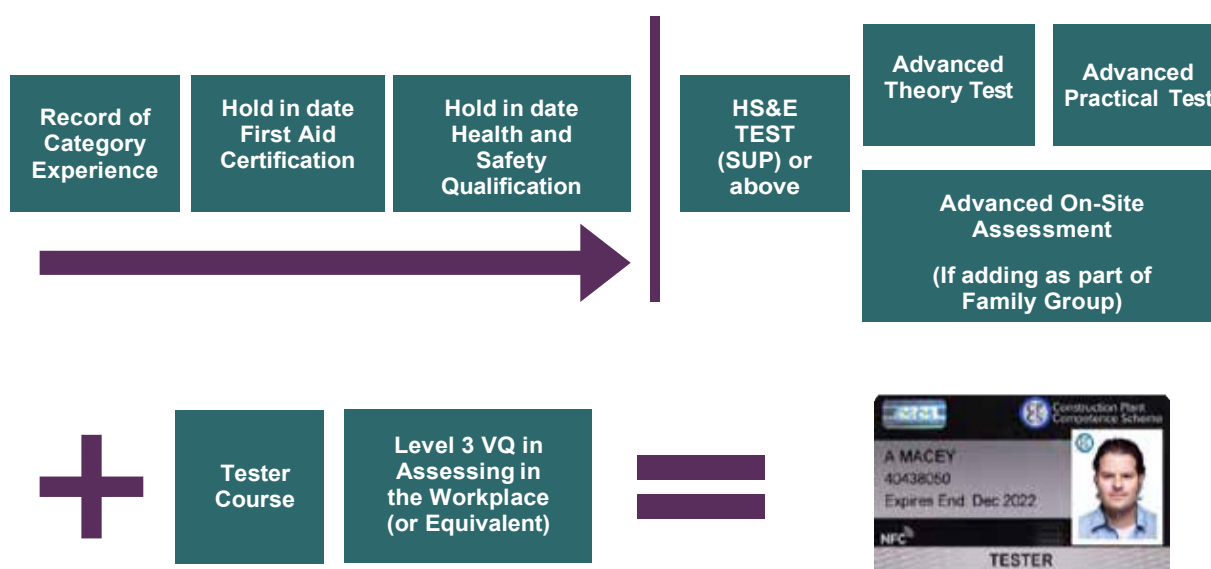 Record of
Category
Experience
Hold in date
First Aid
Certification
Hold in date
Health and
Safety
Qualification
HS&E
TEST
(SUP) or
above
Advanced
Theory Test
Advanced
Practical Test
Advanced On-Site
Assessment
(If adding as part of
Family Group)
Tester
Course
Level 3 VQ in
Assessing in
the Workplace
(or Equivalent)
Construction Plant
Competence Scheme
A MACEY
40438050
Expires End: Dec 2022
NFC
TESTER